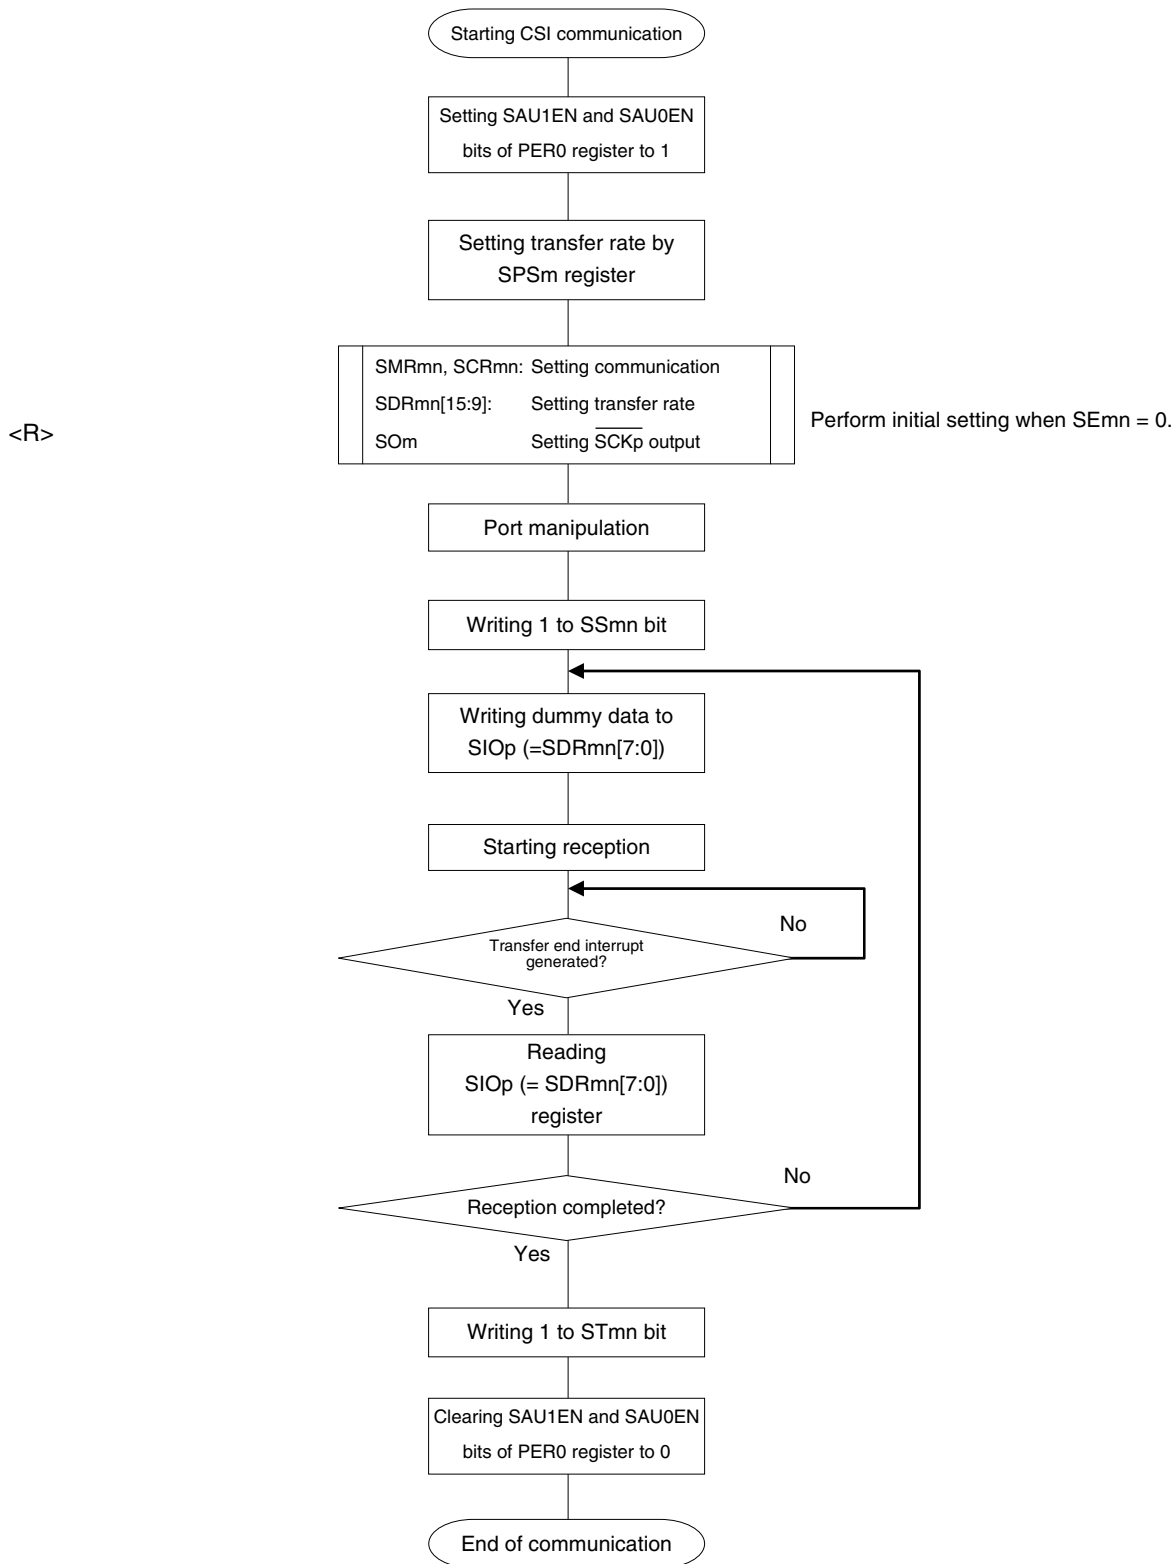 Starting CSI communication
Setting SAU1EN and SAU0EN
bits of PER0 register to 1
Setting transfer rate by
SPSm register
SMRmn, SCRmn: Setting communication
SDRmn[15:9]: Setting transfer rate
SOm Setting SCKp output
<R>
Perform initial setting when SEmn = 0.
Port manipulation
Writing 1 to SSmn bit
Writing dummy data to
SIOp (=SDRmn[7:0])
Starting reception
No
Transfer end interrupt
generated?
Yes
Reading
SIOp (= SDRmn[7:0])
register
No
Reception completed?
Yes
Writing 1 to STmn bit
Clearing SAU1EN and SAU0EN
bits of PER0 register to 0
End of communication